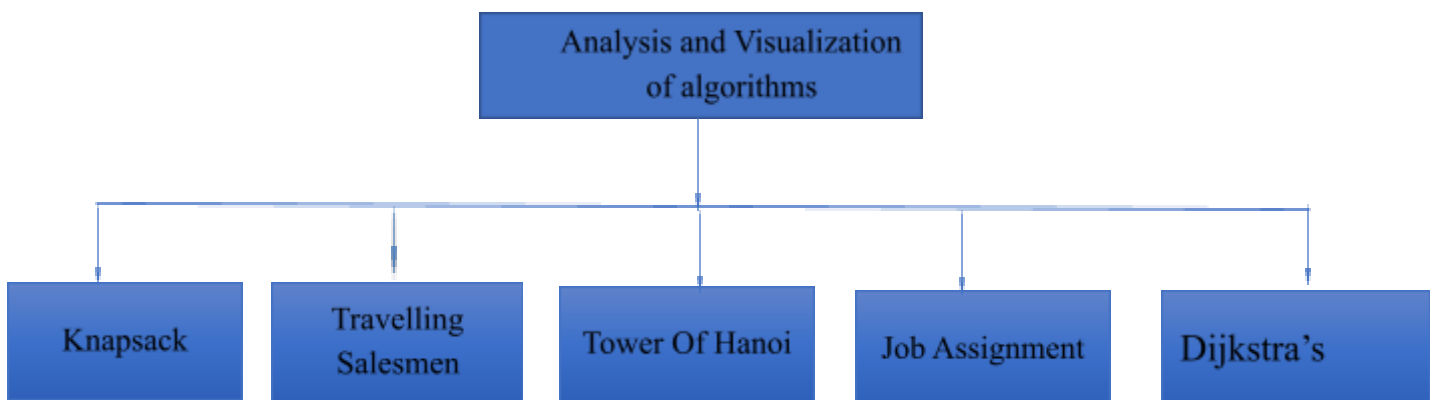 Analysis and Visualization
of algorithms
Knapsack
Travelling
Salesmen
Tower Of Hanoi
Job Assignment
Dijkstra’s